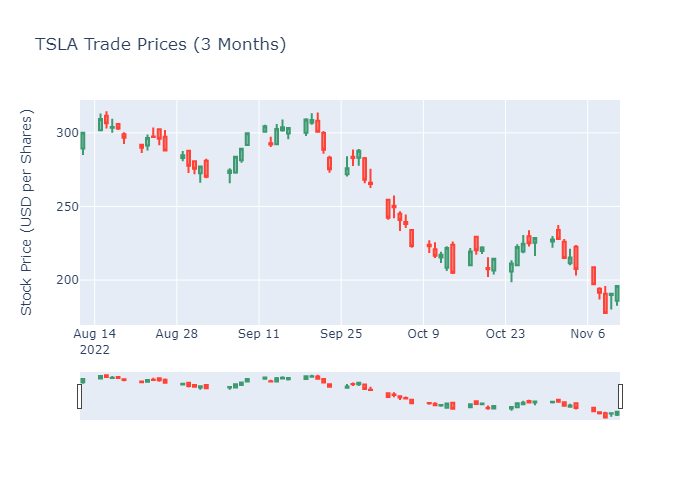 TSLA Trade Prices (3 Months)
Stock Price (USD per Shares)
300
250
200
Aug 14 Aug 28 Sep 11 Sep 25 Oct 9 Oct 23 Nov 6
2022